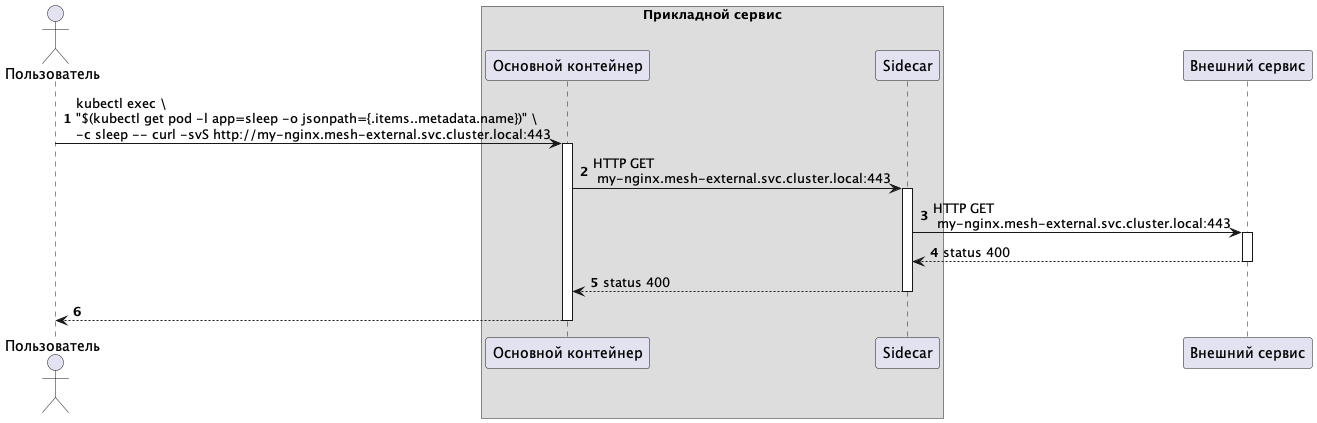 Прикладной сервис
Пользователь
Основной контейнер
Sidecar
Внешний сервис
kubectl exec \
1 "$(kubectl get pod -l app=sleep -o jsonpath={.items..metadata.name})" \
-c sleep -- curl -svS http://my-nginx.mesh-external.svc.cluster.local:443
2 HTTP GET
my-nginx.mesh-external.svc.cluster.local:443
3 HTTP GET
my-nginx.mesh-external.svc.cluster.local:443
4 status 400
5 status 400
6
Пользователь
Основной контейнер
Sidecar
Внешний сервис